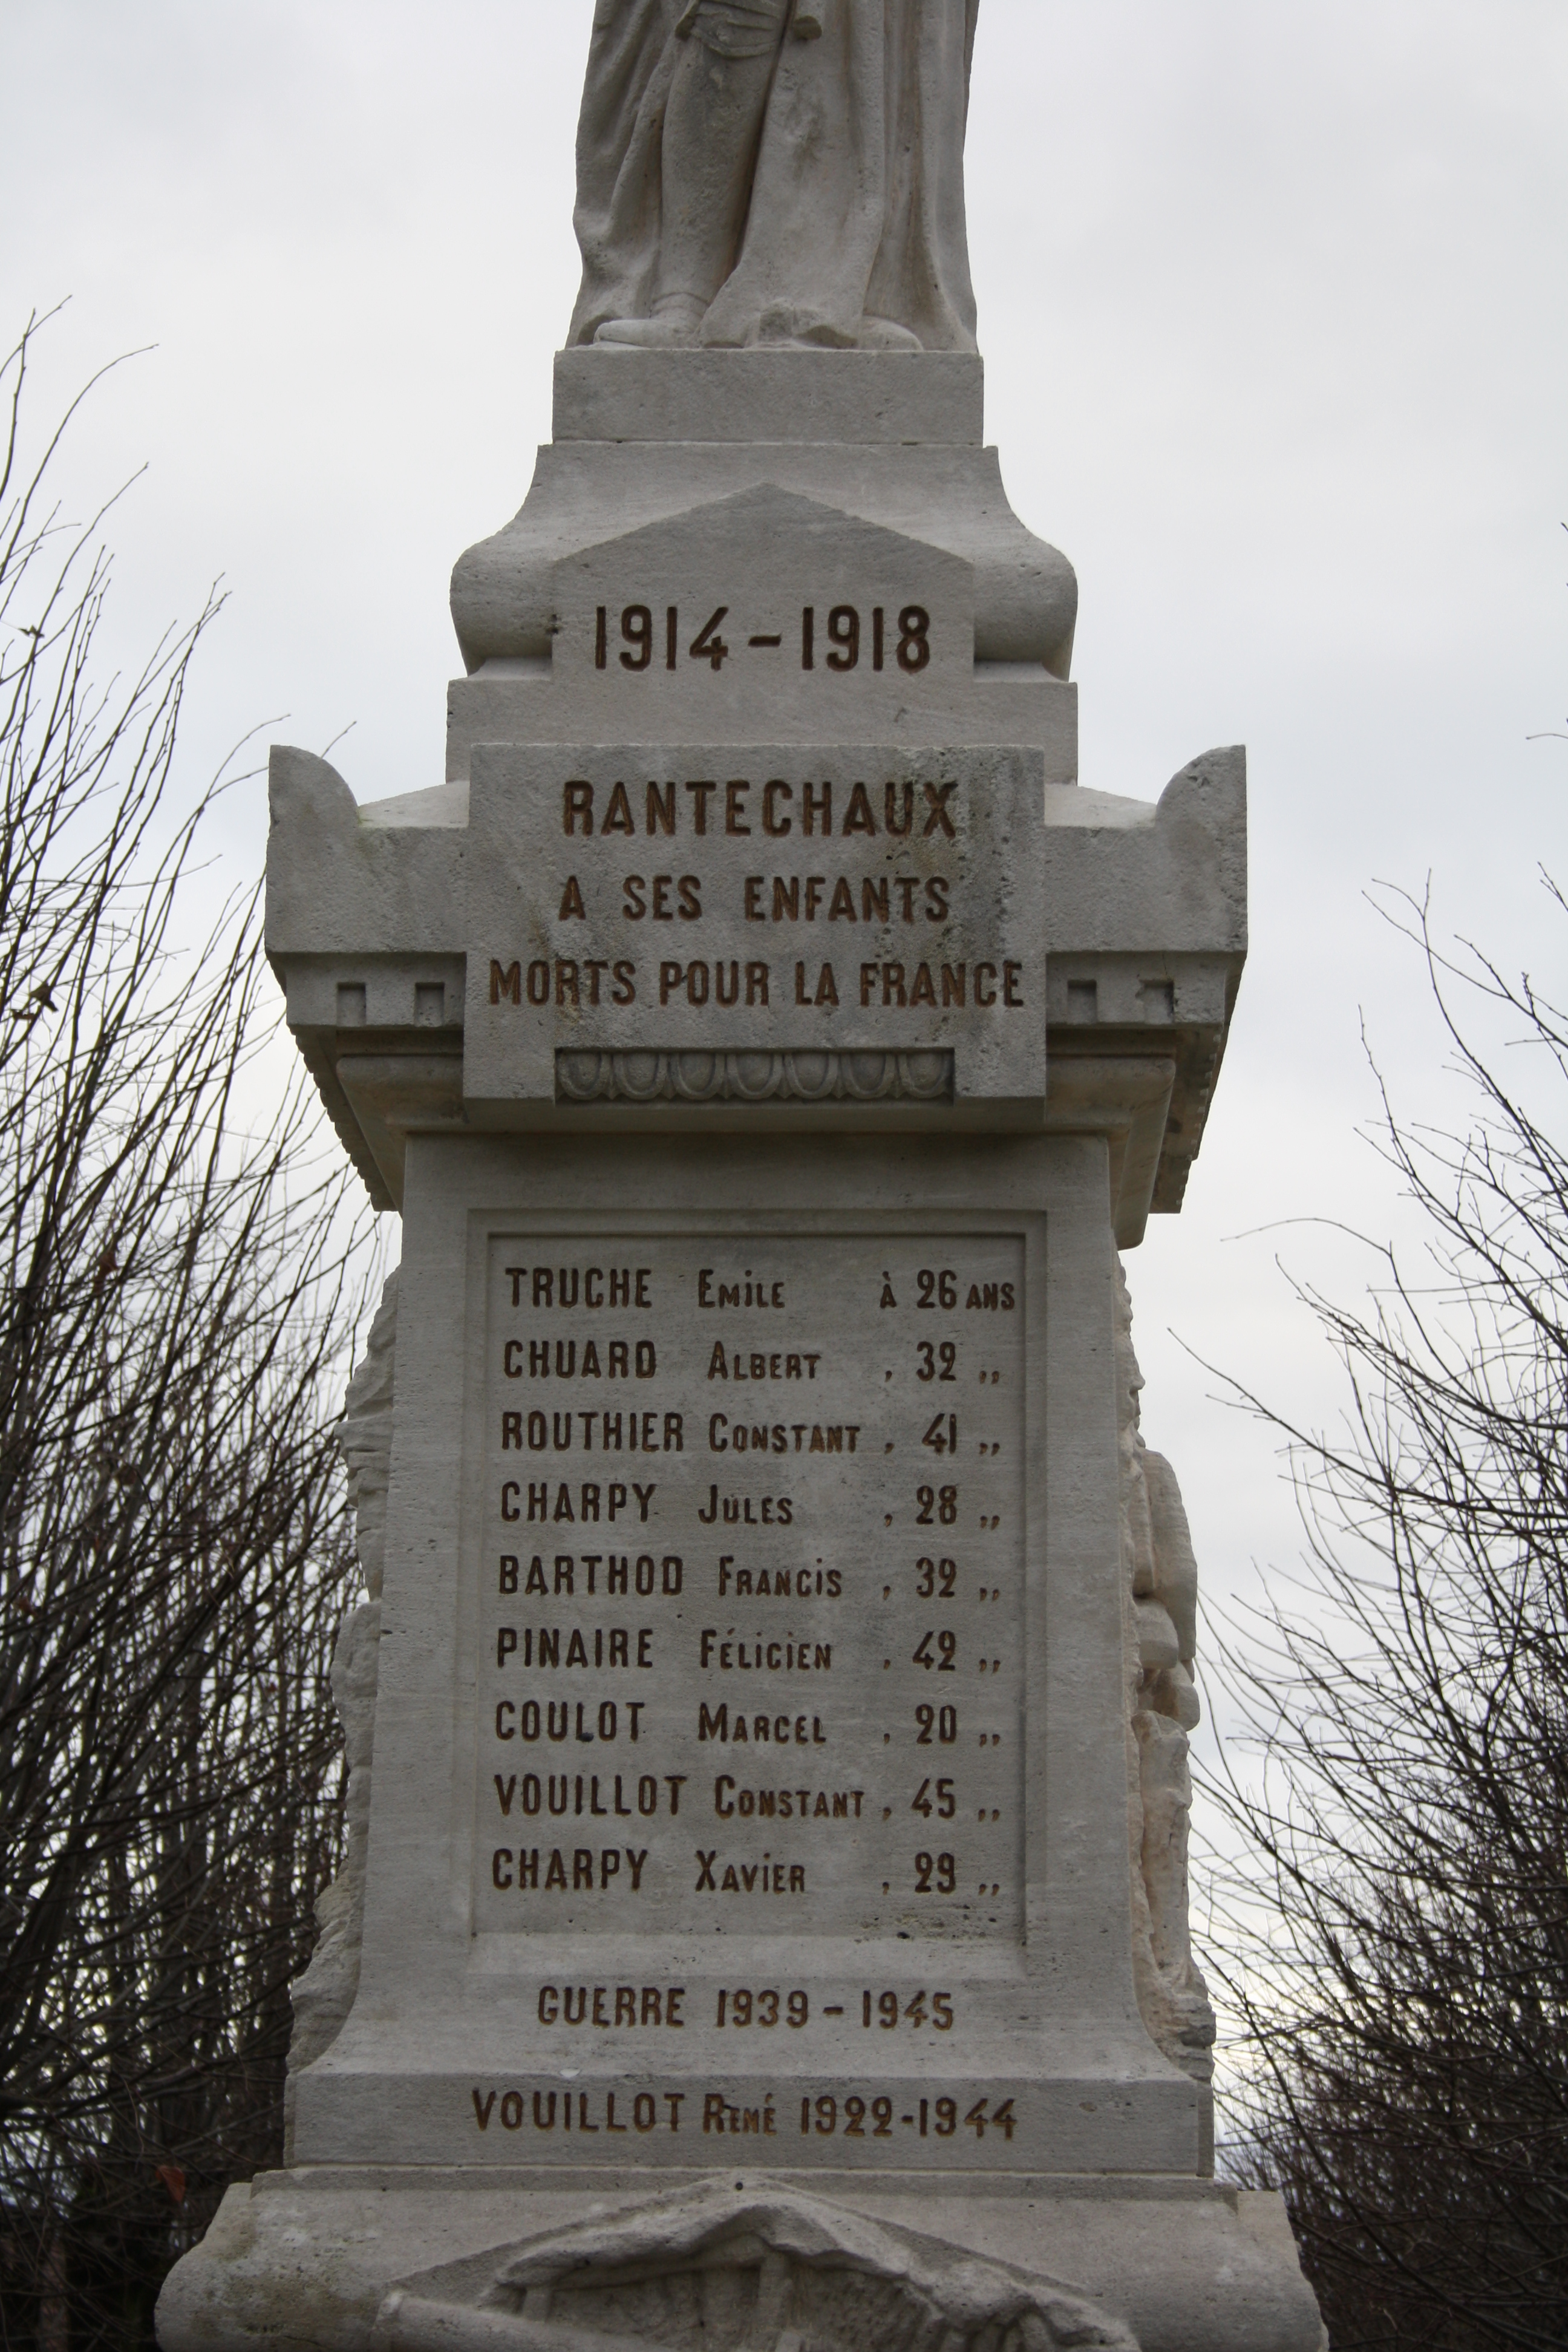 1914-1918
RANTECHAUX
A SES ENFANTS
MORTS POUR LA FRANCE
TRUCHE EMILE à 26 ANS
CHUARD ALBERT , 32 ,,
ROUTHIER CONSTANT , 41 ,,
CHARPY JULES , 28 ,,
BARTHOD FRANCIS , 32 ,,
PINAIRE FÉLICIEN , 42 ,,
COULOT MARCEL , 20 ,,
VOUILLOT CONSTANT , 45 ,,
CHARPY XAVIER , 29 ,,
GUERRE 1939-1945
VOUILLOT RENÉ 1922-1944